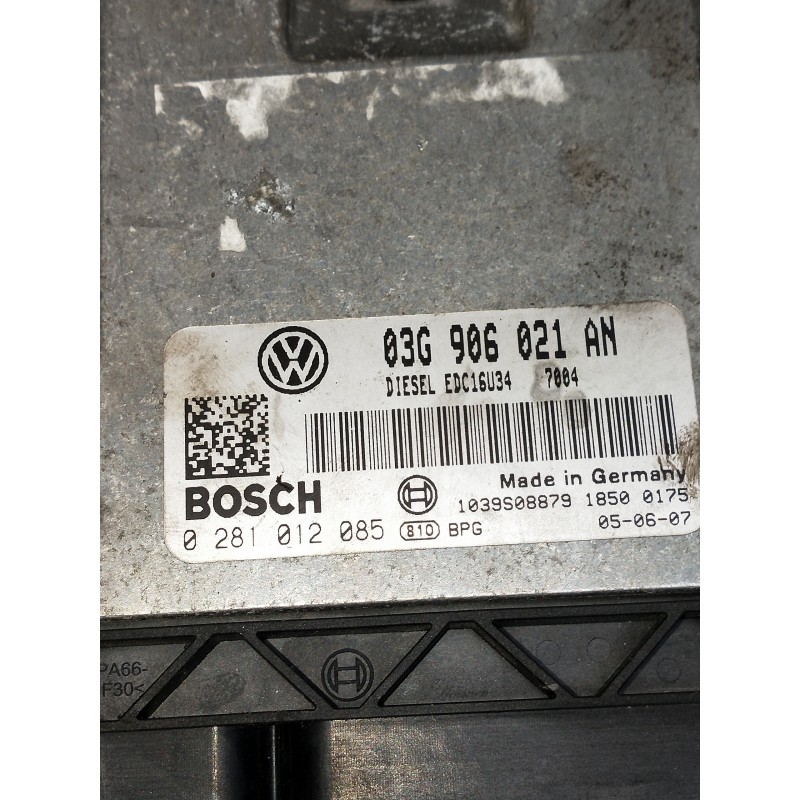 03G 906 021 AN
DIESEL EDC16U34 7004
BOSCH
Made in Germany
1039S08879 1850 0175
0 281 012 085 810 BPG
05-06-07
PA66-
F30<